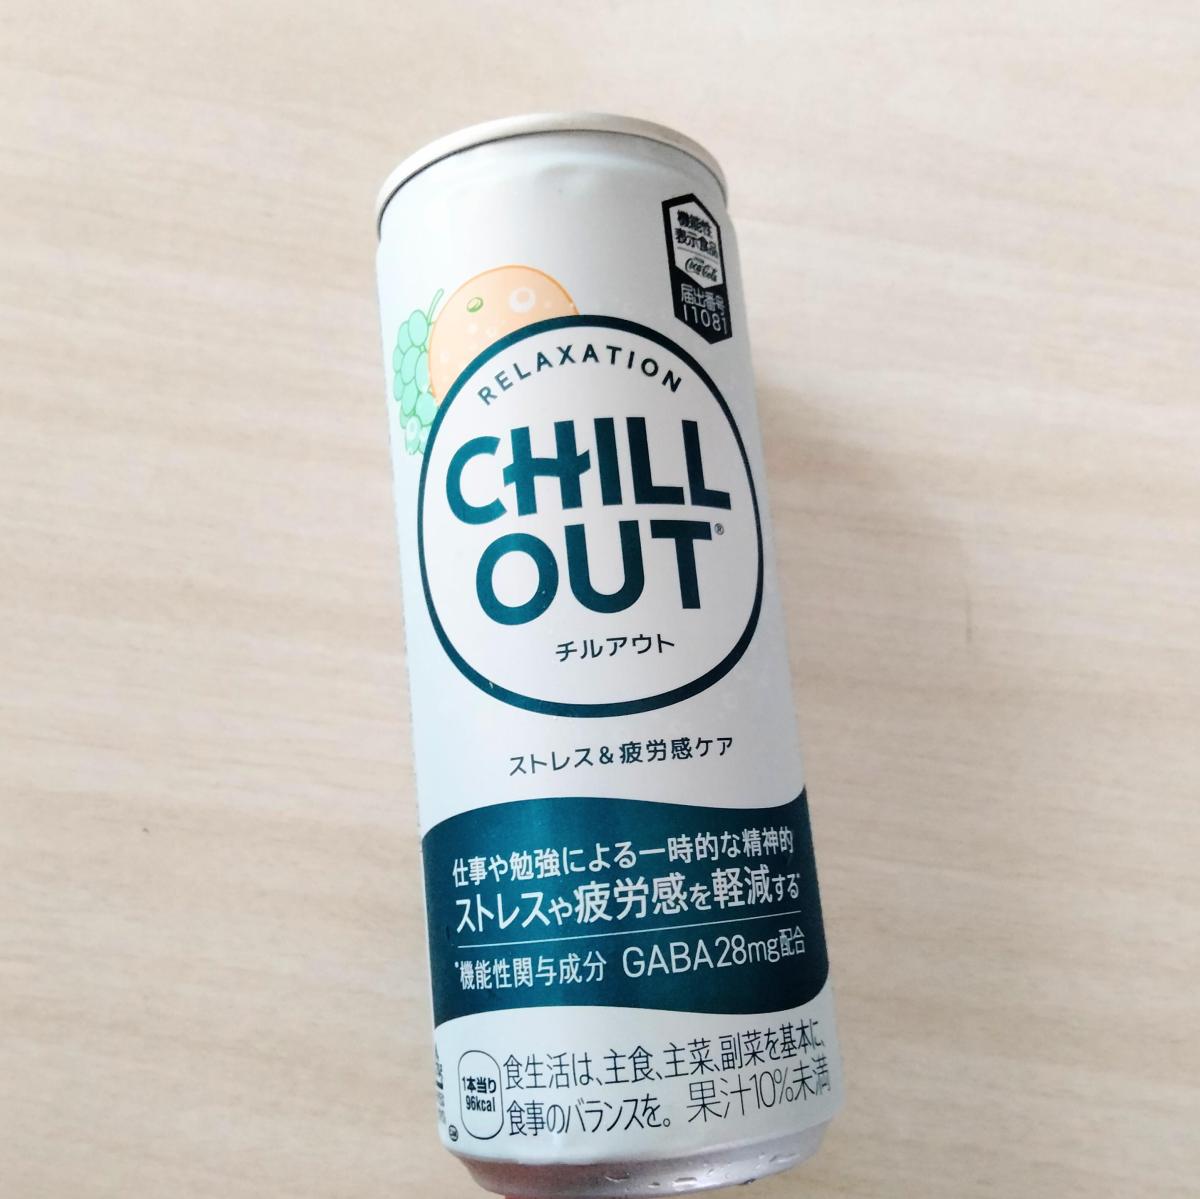 機能性
表示食品
Coca-Cola
届出番号
I1081
RELAXATION
CHILL
OUT®
チルアウト
ストレス&疲労感ケア
仕事や勉強による一時的な精神的
ストレスや疲労感を軽減する*
*機能性関与成分 GABA28mg配合
1本当り
96kcal
食生活は、主食、主菜、副菜を基本に、
食事のバランスを。
果汁10%未満